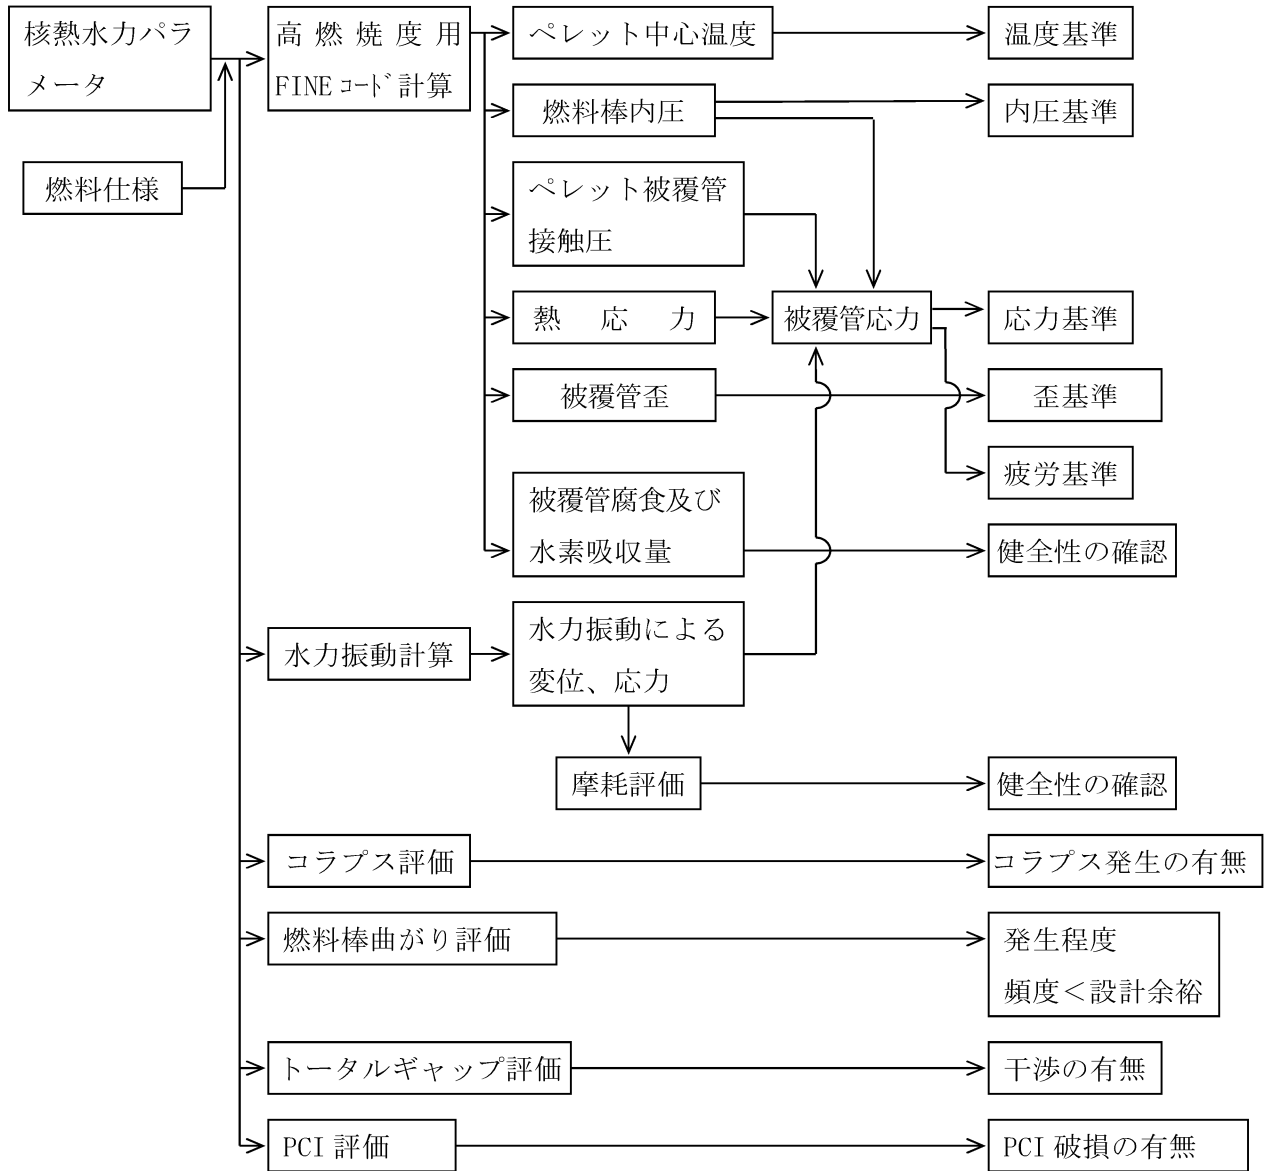 核熱水力パラ
メータ
燃料仕様
高燃焼度用
FINEコード計算
ペレット中心温度
温度基準
燃料棒内圧
内圧基準
ペレット被覆管
接触圧
熱応力
被覆管応力
応力基準
被覆管歪
歪基準
疲労基準
被覆管腐食及び
水素吸収量
健全性の確認
水力振動計算
水力振動による
変位、応力
摩耗評価
健全性の確認
コラプス評価
コラプス発生の有無
燃料棒曲がり評価
発生程度
頻度<設計余裕
トータルギャップ評価
干渉の有無
PCI 評価
PCI 破損の有無